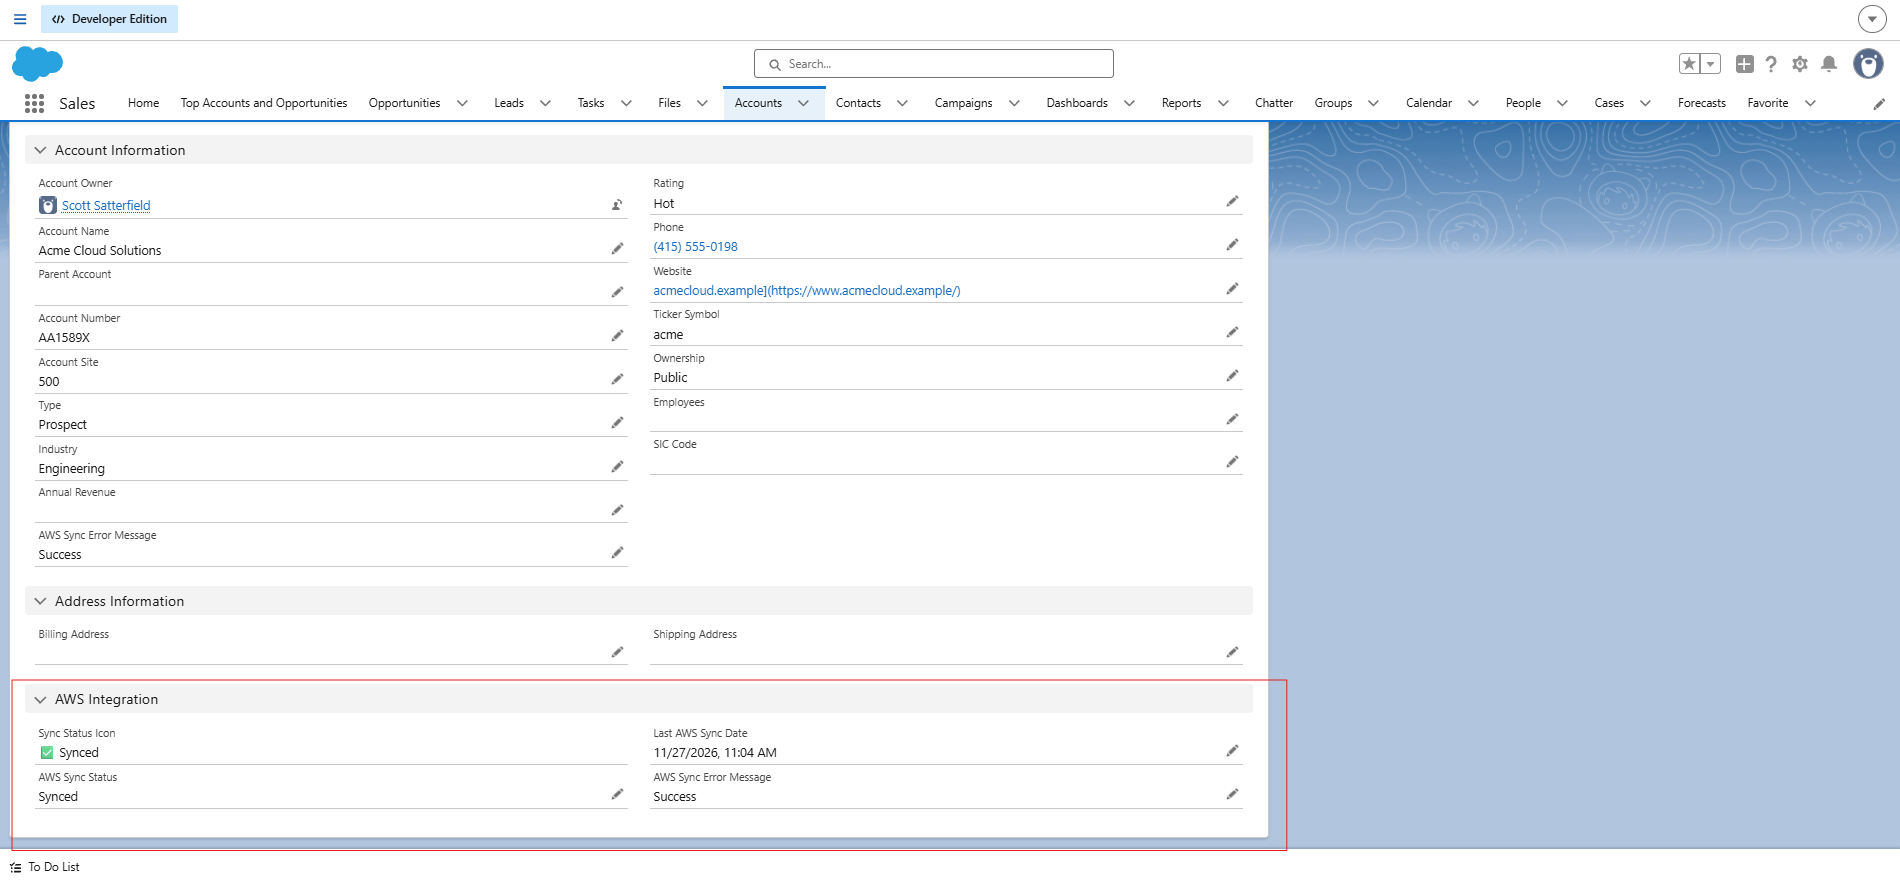 Developer Edition
Search...
Sales
Home
Top Accounts and Opportunities
Opportunities
Leads
Tasks
Files
Accounts
Contacts
Campaigns
Dashboards
Reports
Chatter
Groups
Calendar
People
Cases
Forecasts
Favorite
Account Information
Account Owner
Scott Satterfield
Account Name
Acme Cloud Solutions
Parent Account
Account Number
AA1589X
Account Site
500
Type
Prospect
Industry
Engineering
Annual Revenue
AWS Sync Error Message
Success
Rating
Hot
Phone
(415) 555-0198
Website
acmecloud.example](https://www.acmecloud.example/)
Ticker Symbol
acme
Ownership
Public
Employees
SIC Code
Address Information
Billing Address
Shipping Address
AWS Integration
Sync Status Icon
✅ Synced
AWS Sync Status
Synced
Last AWS Sync Date
11/27/2026, 11:04 AM
AWS Sync Error Message
Success
To Do List